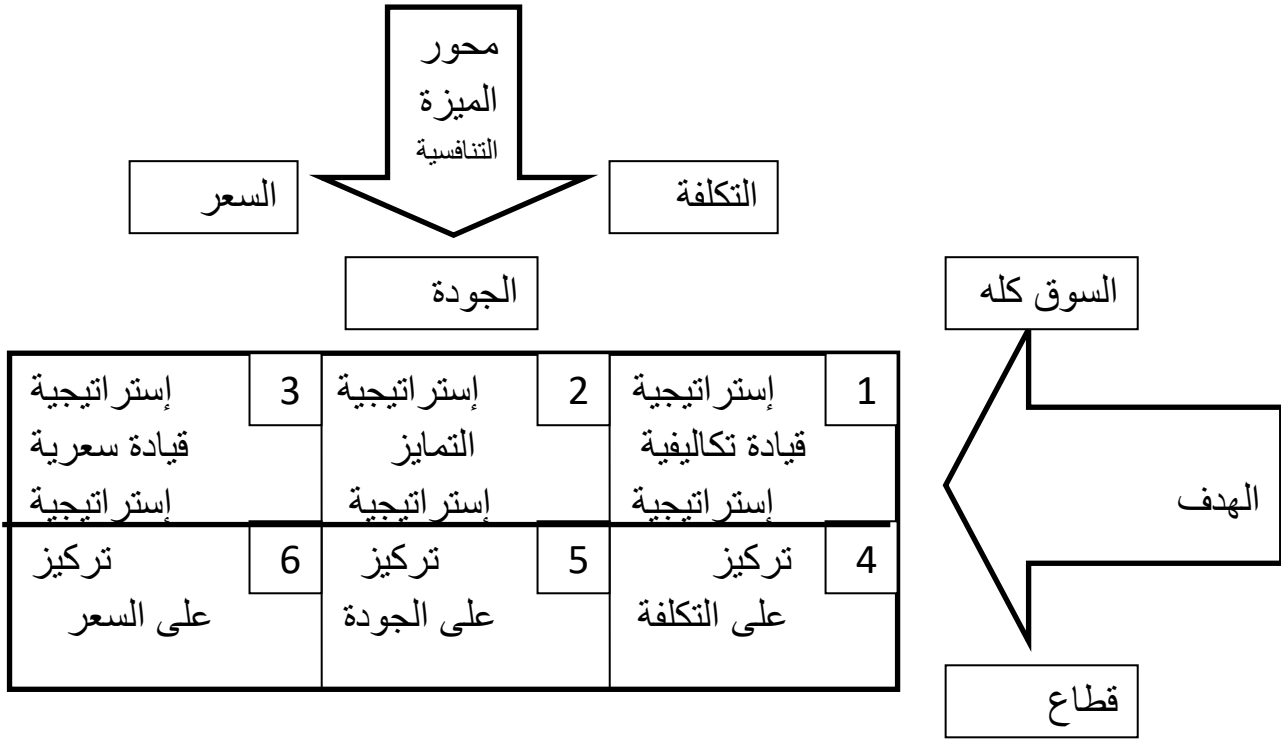 محور
الميزة
التنافسية
التكلفة
السعر
الجودة
السوق كله
الهدف
قطاع
1
إستراتيجية
قيادة تكاليفية
إستراتيجية
2
إستراتيجية
التمايز
إستراتيجية
3
إستراتيجية
قيادة سعرية
إستراتيجية
4
تركيز
على التكلفة
5
تركيز
على الجودة
6
تركيز
على السعر